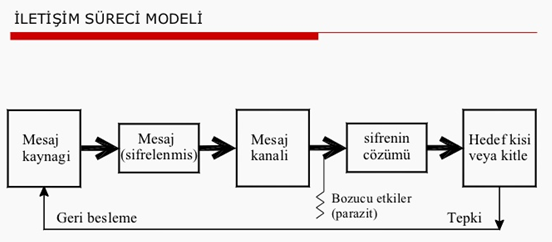 İLETİŞİM SÜRECİ MODELİ
Mesaj
kaynagi
Mesaj
(sifrelenmis)
Mesaj
kanali
sifrenin
cözümü
Hedef kisi
veya kitle
Bozucu etkiler
(parazit)
Geri besleme
Tepki